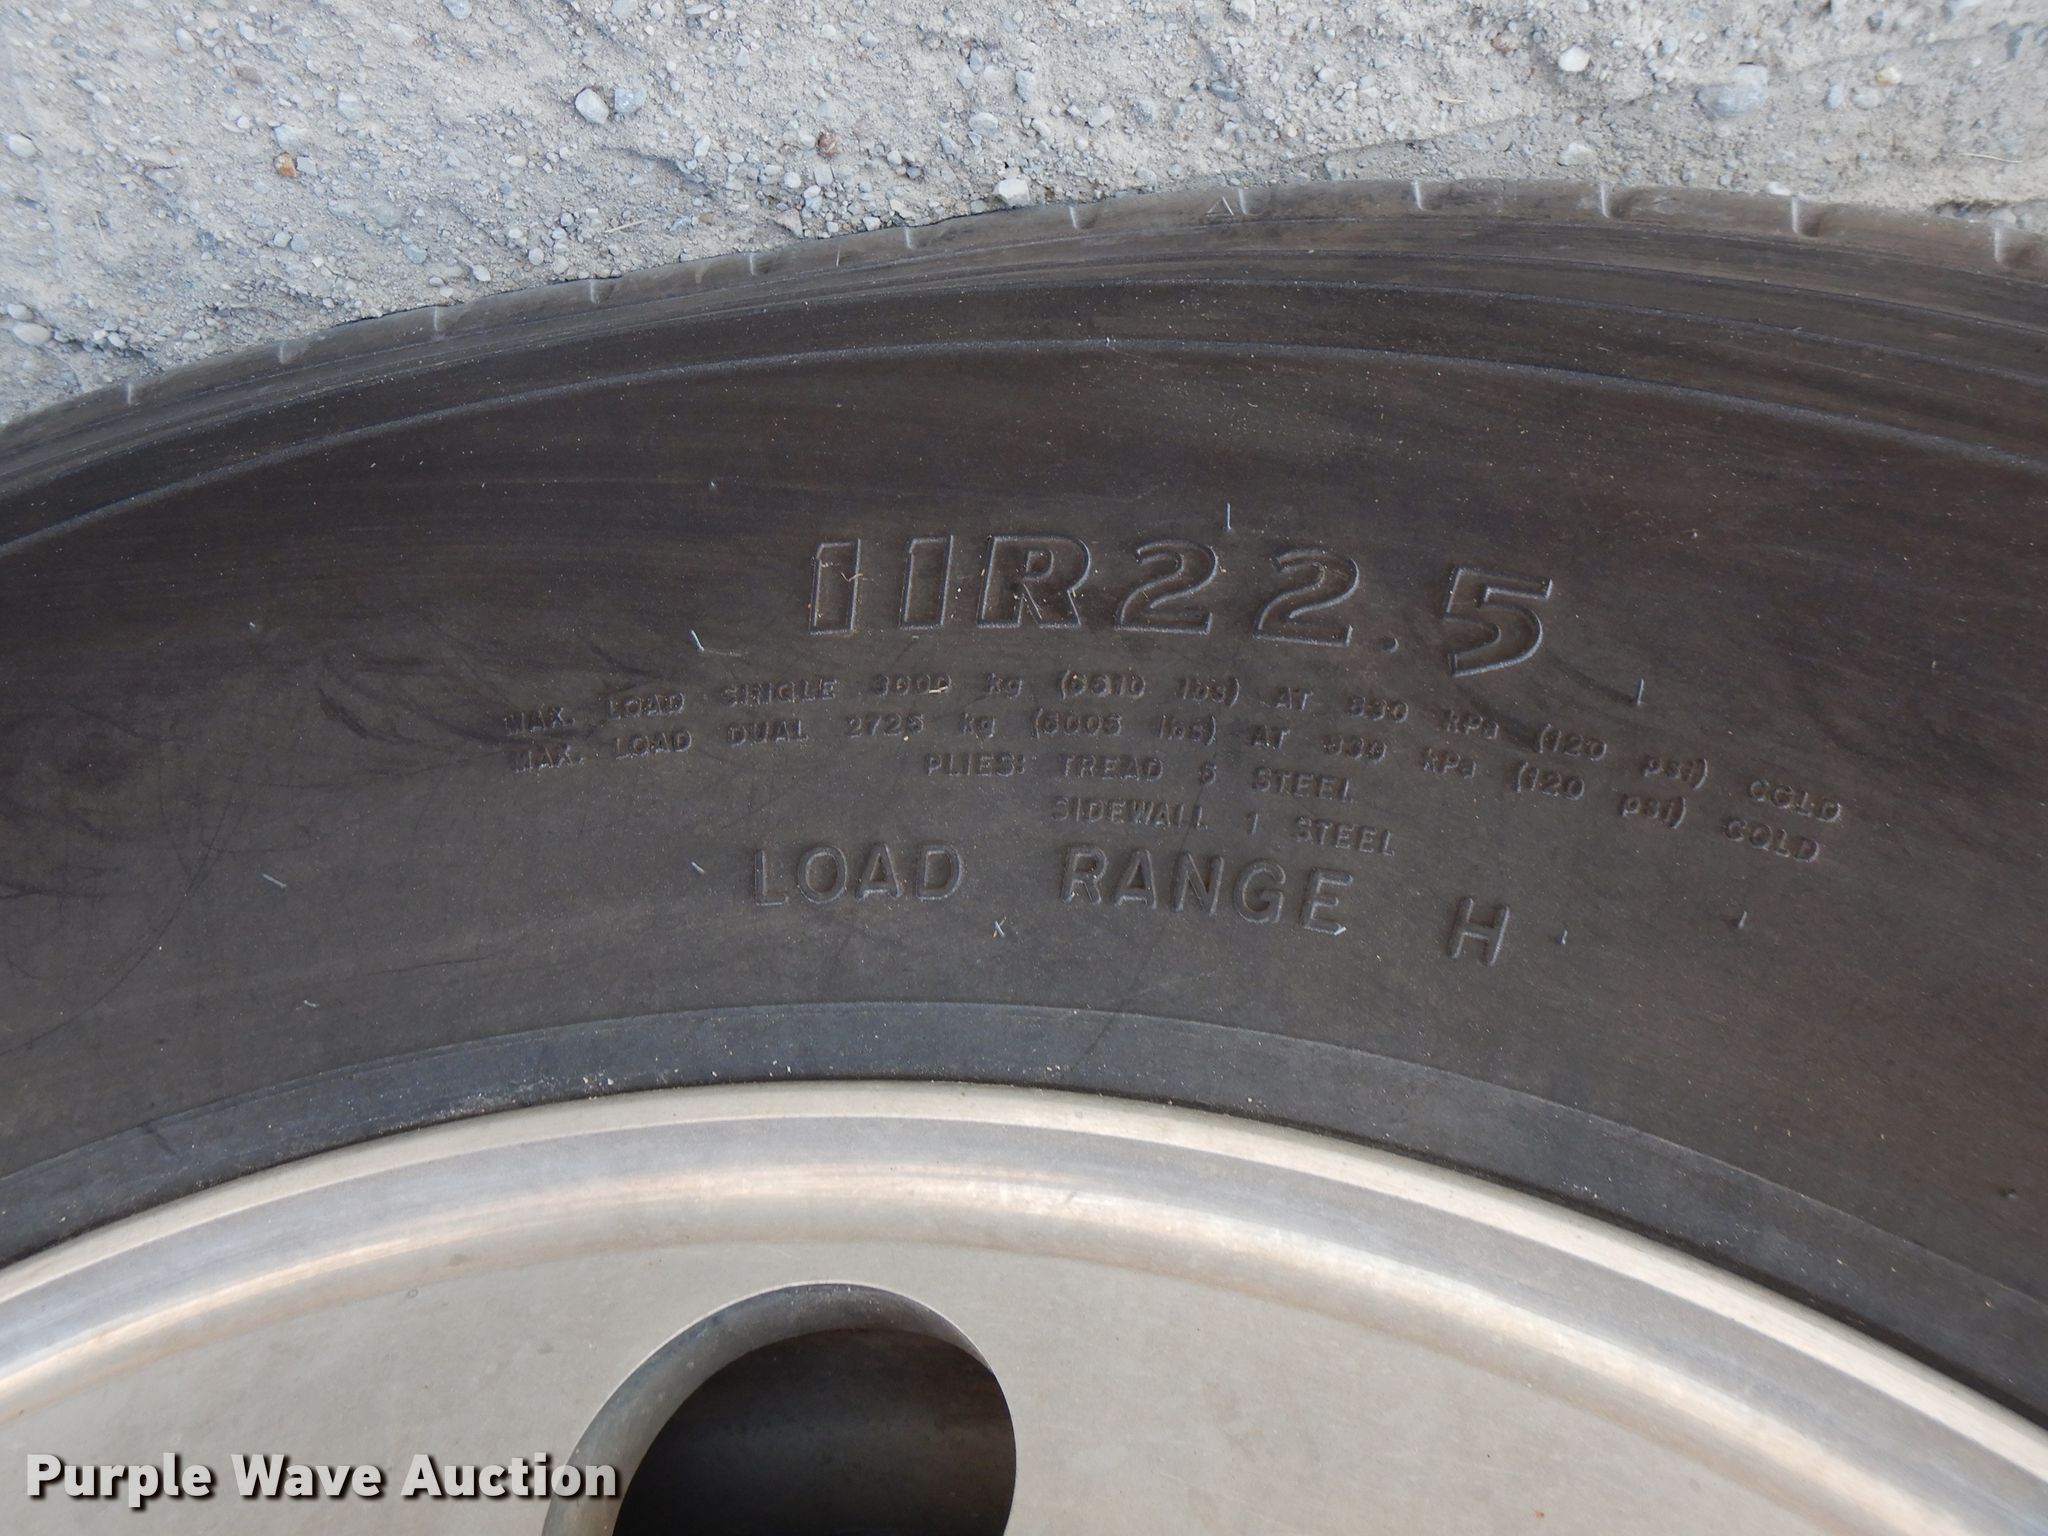 11R22.5
MAX. LOAD SINGLE 3000 kg (6610 lbs) AT 830 kPa (120 psi) COLD
MAX. LOAD DUAL 2725 kg (6005 lbs) AT 830 kPa (120 psi) COLD
PLIES: TREAD 5 STEEL
SIDEWALL 1 STEEL
LOAD RANGE H
Purple Wave Auction